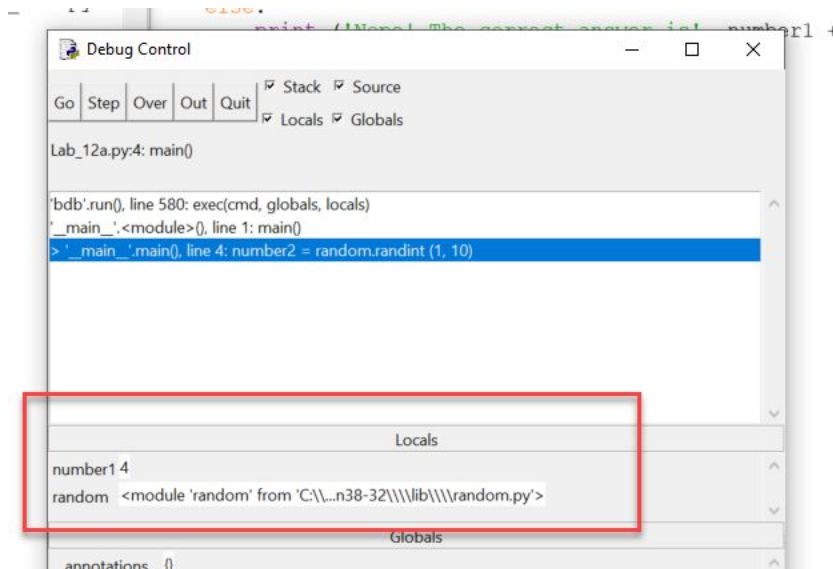 else:
print ('Nope! The correct answer is', number1 +
Debug Control
Go Step Over Out Quit Stack Source
Locals Globals
Lab_12a.py:4: main()
'bdb'.run(), line 580: exec(cmd, globals, locals)
'__main__'.<module>(), line 1: main()
> '__main__'.main(), line 4: number2 = random.randint (1, 10)
Locals
number1 4
random <module 'random' from 'C:\\...n38-32\\\\lib\\\\random.py'>
Globals
__annotations__ {}